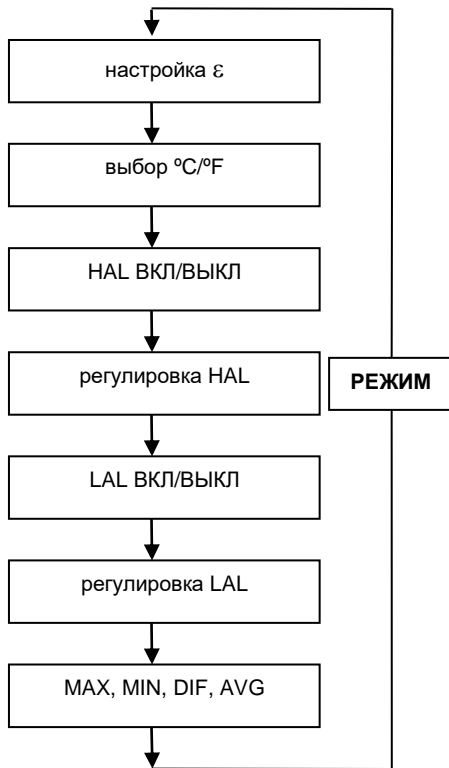 настройка ε
выбор ºC/ºF
HAL ВКЛ/ВЫКЛ
регулировка HAL
РЕЖИМ
LAL ВКЛ/ВЫКЛ
регулировка LAL
MAX, MIN, DIF, AVG